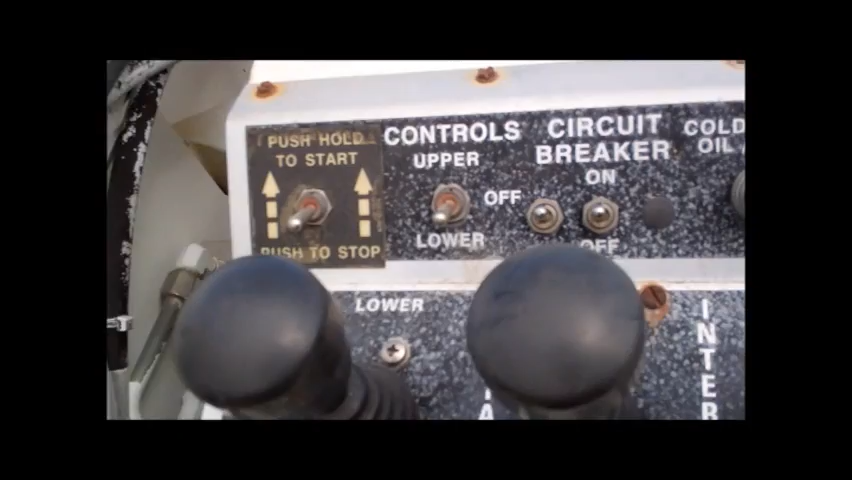 PUSH HOLD
TO START
PUSH TO STOP
CONTROLS
UPPER
LOWER
CIRCUIT
BREAKER
OFF
ON
OFF
COLD
OIL
LOWER